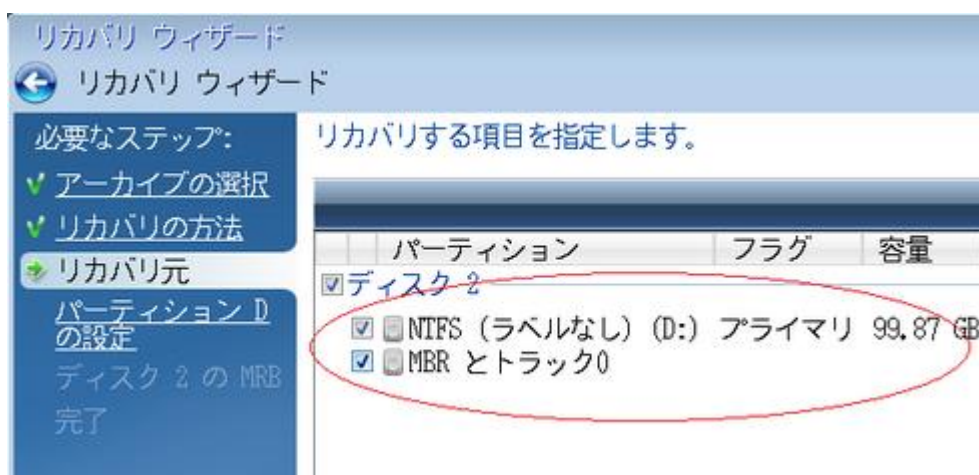 リカバリ ウィザード
リカバリ ウィザード
必要なステップ:
アーカイブの選択
リカバリの方法
リカバリ元
パーティション D
の設定
ディスク 2 の MRB
完了
リカバリする項目を指定します。
パーティション フラグ 容量
ディスク 2
NTFS (ラベルなし) (D:) プライマリ 99.87 GB
MBR とトラック0